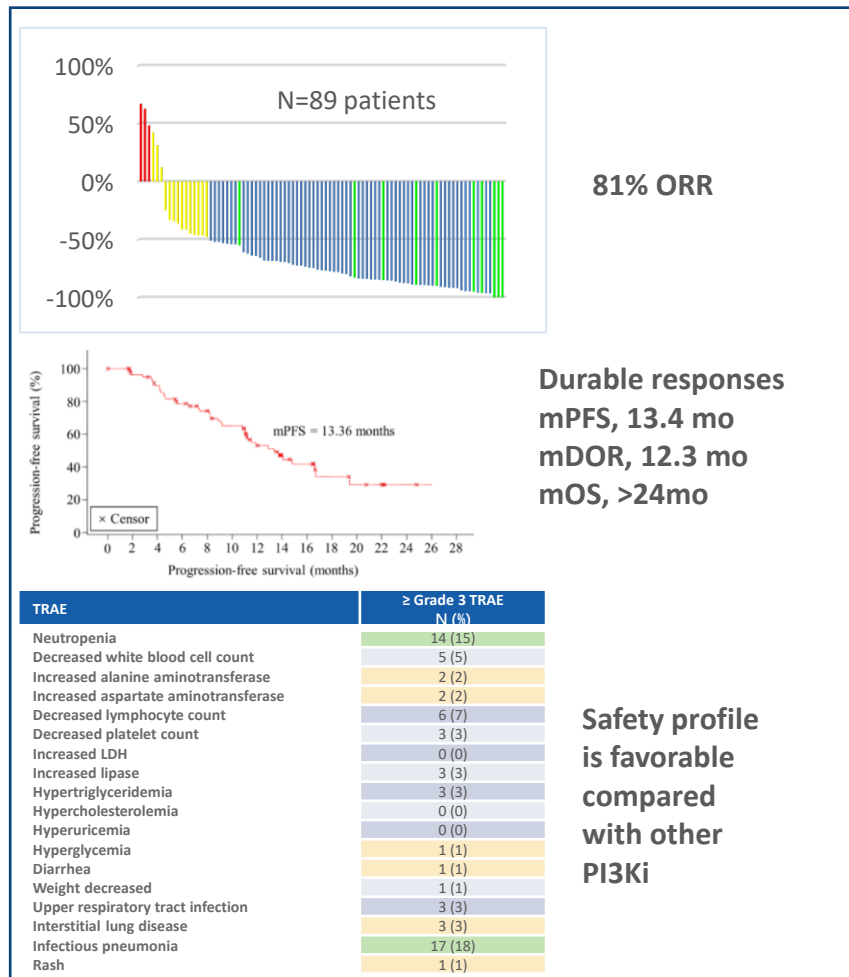 100%
N=89 patients
50%
0%
-50%
-100%
81% ORR
Progression-free survival (%)
100
80
60
40
20
0
mPFS = 13.36 months
× Censor
0 2 4 6 8 10 12 14 16 18 20 22 24 26 28
Progression-free survival (months)
Durable responses
mPFS, 13.4 mo
mDOR, 12.3 mo
mOS, >24mo
TRAE ≥ Grade 3 TRAE
N (%)
Neutropenia 14 (15)
Decreased white blood cell count 5 (5)
Increased alanine aminotransferase 2 (2)
Increased aspartate aminotransferase 2 (2)
Decreased lymphocyte count 6 (7)
Decreased platelet count 3 (3)
Increased LDH 0 (0)
Increased lipase 3 (3)
Hypertriglyceridemia 3 (3)
Hypercholesterolemia 0 (0)
Hyperuricemia 0 (0)
Hyperglycemia 1 (1)
Diarrhea 1 (1)
Weight decreased 1 (1)
Upper respiratory tract infection 3 (3)
Interstitial lung disease 3 (3)
Infectious pneumonia 17 (18)
Rash 1 (1)
Safety profile
is favorable
compared
with other
PI3Ki